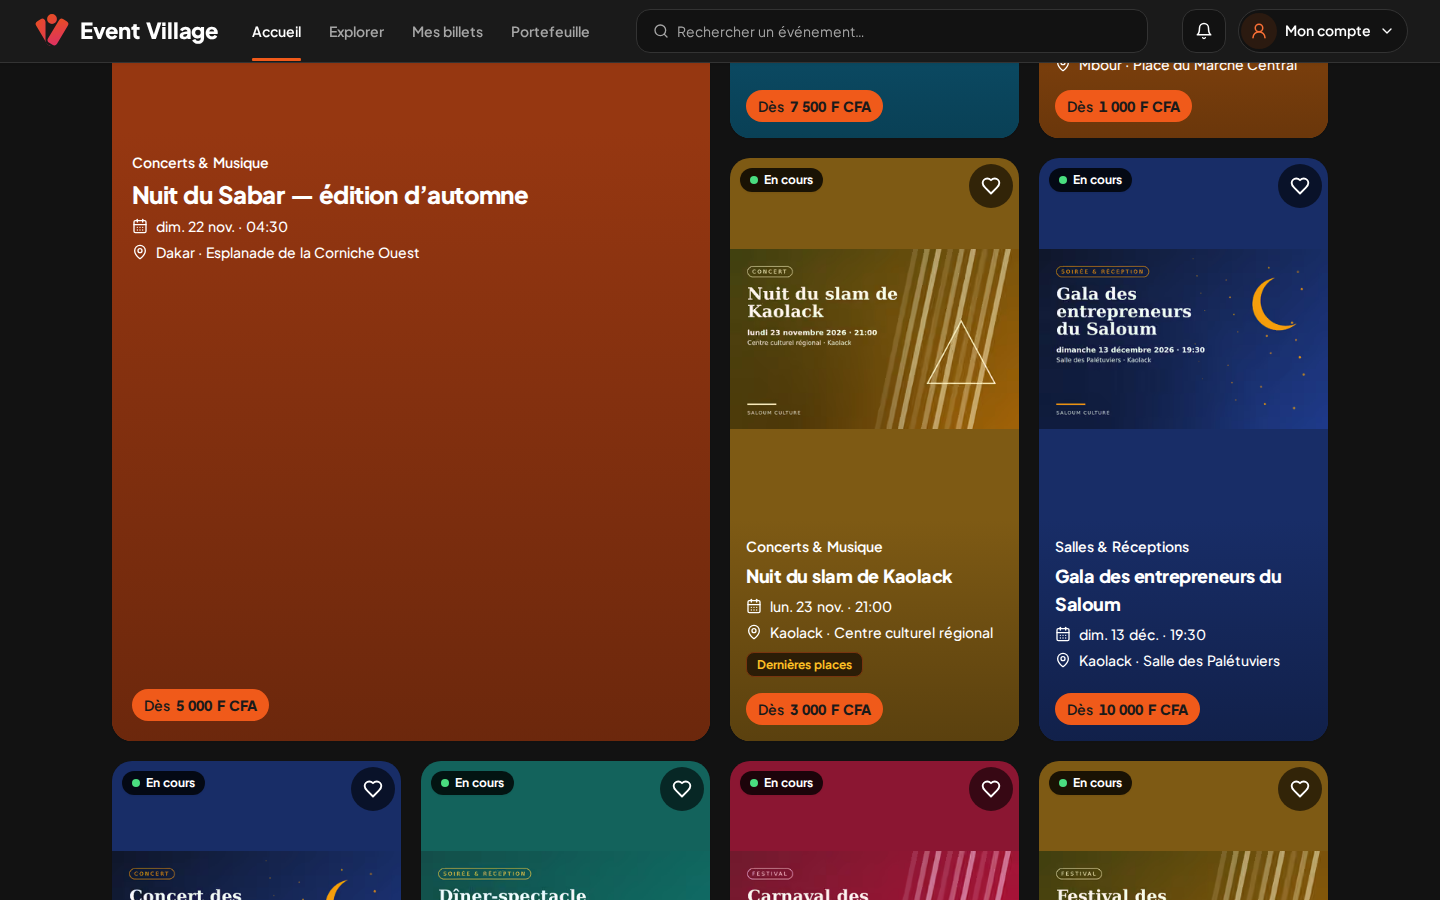 Event Village
Accueil
Explorer
Mes billets
Portefeuille
Rechercher un événement…
Mon compte
Mbour · Place du Marché Central
Dès 7 500 F CFA
Dès 1 000 F CFA
Concerts & Musique
Nuit du Sabar — édition d’automne
dim. 22 nov. · 04:30
Dakar · Esplanade de la Corniche Ouest
Dès 5 000 F CFA
En cours
CONCERT
Nuit du slam de
Kaolack
lundi 23 novembre 2026 · 21:00
Centre culturel régional · Kaolack
SALOUM CULTURE
Concerts & Musique
Nuit du slam de Kaolack
lun. 23 nov. · 21:00
Kaolack · Centre culturel régional
Dernières places
Dès 3 000 F CFA
En cours
SOIRÉE & RÉCEPTION
Gala des
entrepreneurs
du Saloum
dimanche 13 décembre 2026 · 19:30
Salle des Palétuviers · Kaolack
SALOUM CULTURE
Salles & Réceptions
Gala des entrepreneurs du
Saloum
dim. 13 déc. · 19:30
Kaolack · Salle des Palétuviers
Dès 10 000 F CFA
En cours
CONCERT
Concert des
En cours
SOIRÉE & RÉCEPTION
Dîner-spectacle
En cours
FESTIVAL
Carnaval des
En cours
FESTIVAL
Festival des